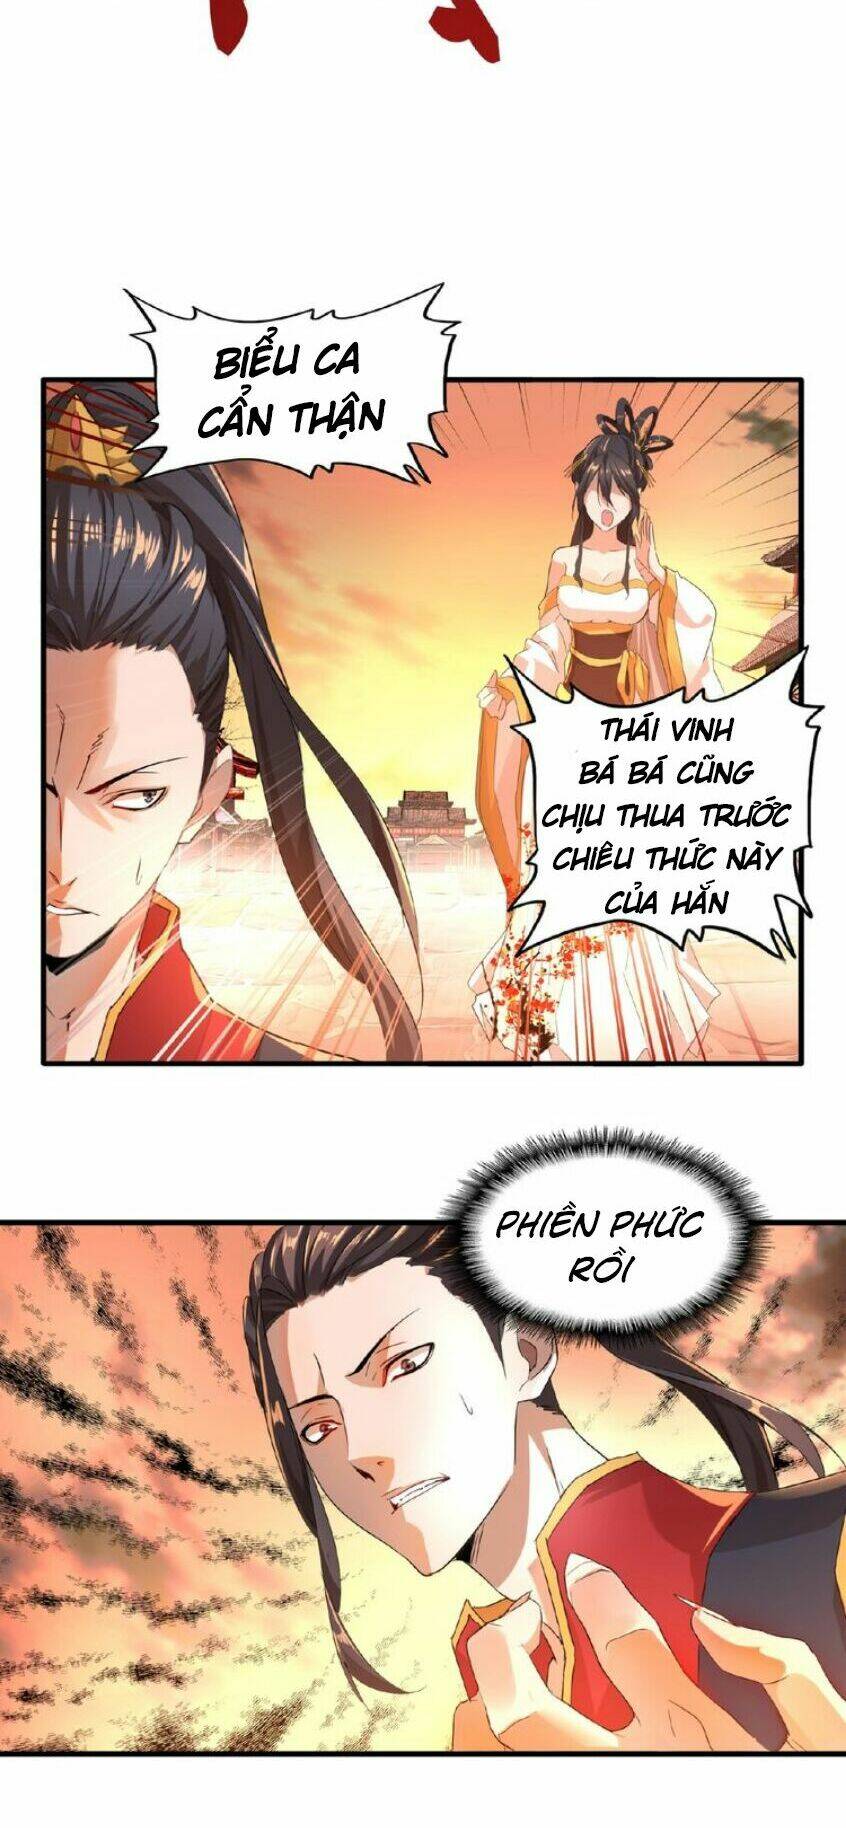 BIỂU CA
CẨN THẬN
THÁI VINH
BÁ BÁ CŨNG
CHỊU THUA TRƯỚC
CHIÊU THỨC NÀY
CỦA HẮN
PHIỀN PHỨC
RỒI